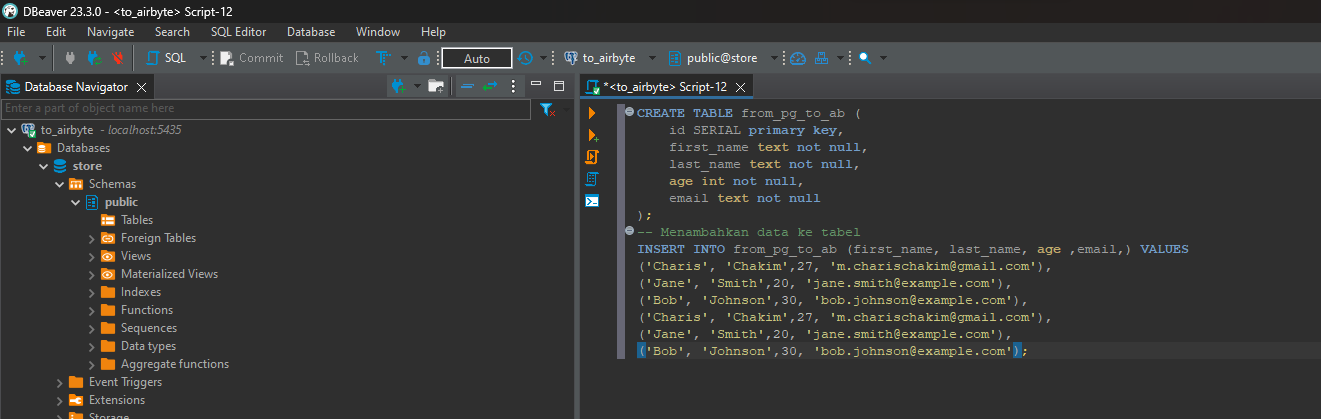 DBeaver 23.3.0 - <to_airbyte> Script-12
File Edit Navigate Search SQL Editor Database Window Help
SQL Commit Rollback Auto to_airbyte public@store
Database Navigator
Enter a part of object name here
to_airbyte - localhost:5435
Databases
store
Schemas
public
Tables
Foreign Tables
Views
Materialized Views
Indexes
Functions
Sequences
Data types
Aggregate functions
Event Triggers
Extensions
Storage
*<to_airbyte> Script-12
CREATE TABLE from_pg_to_ab (
id SERIAL primary key,
first_name text not null,
last_name text not null,
age int not null,
email text not null
);
-- Menambahkan data ke tabel
INSERT INTO from_pg_to_ab (first_name, last_name, age ,email,) VALUES
('Charis', 'Chakim',27, 'm.charischakim@gmail.com'),
('Jane', 'Smith',20, 'jane.smith@example.com'),
('Bob', 'Johnson',30, 'bob.johnson@example.com'),
('Charis', 'Chakim',27, 'm.charischakim@gmail.com'),
('Jane', 'Smith',20, 'jane.smith@example.com'),
('Bob', 'Johnson',30, 'bob.johnson@example.com');